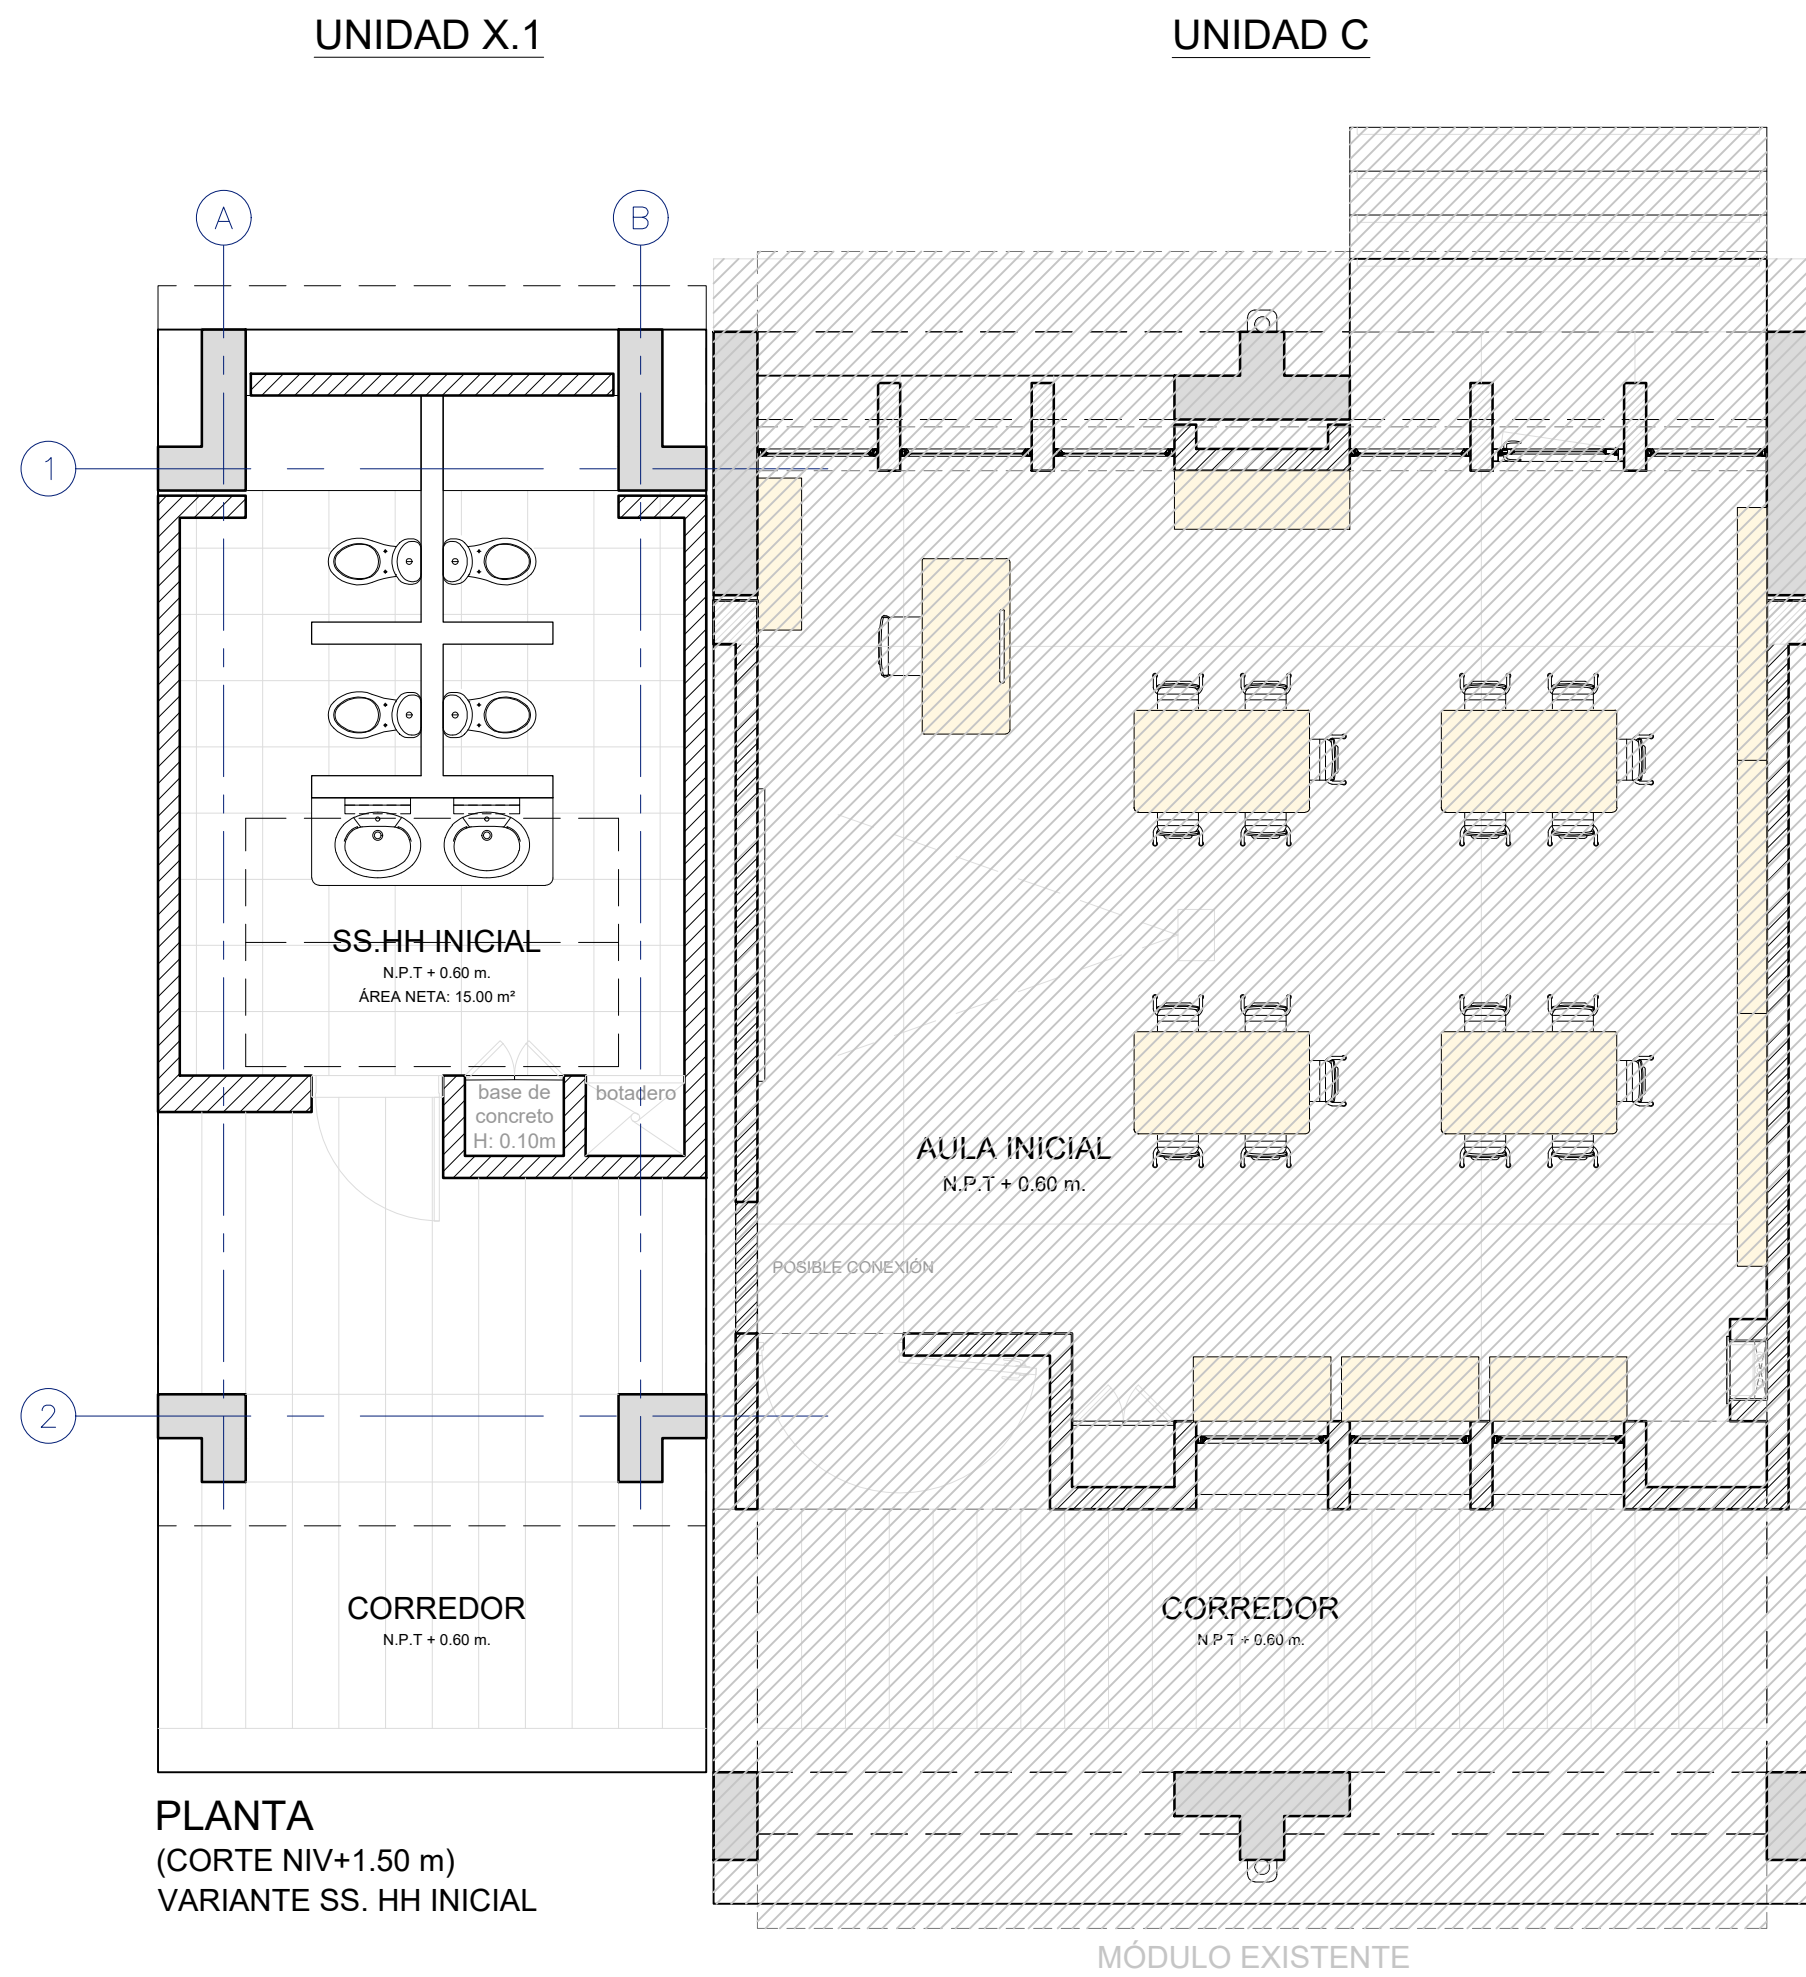 UNIDAD X.1
UNIDAD C
A
B
1
SS.HH INICIAL
N.P.T + 0.60 m.
ÁREA NETA: 15.00 m²
base de
concreto
H: 0.10m
botadero
AULA INICIAL
N.P.T + 0.60 m.
POSIBLE CONEXIÓN
2
CORREDOR
N.P.T + 0.60 m.
CORREDOR
N.P.T + 0.60 m.
PLANTA
(CORTE NIV+1.50 m)
VARIANTE SS. HH INICIAL
MÓDULO EXISTENTE